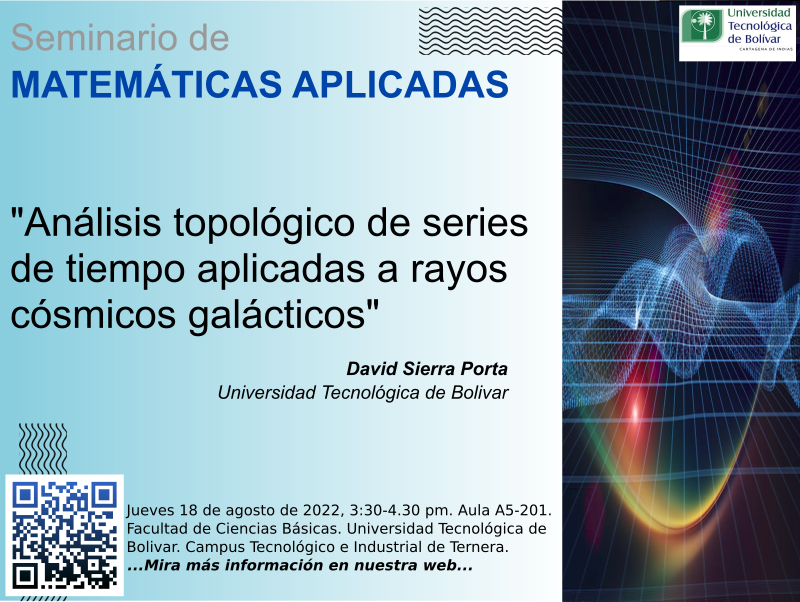 Seminario de
MATEMÁTICAS APLICADAS
Universidad
Tecnológica
de Bolívar
CARTAGENA DE INDIAS
"Análisis topológico de series
de tiempo aplicadas a rayos
cósmicos galácticos"
David Sierra Porta
Universidad Tecnológica de Bolivar
Jueves 18 de agosto de 2022, 3:30-4.30 pm. Aula A5-201.
Facultad de Ciencias Básicas. Universidad Tecnológica de
Bolivar. Campus Tecnológico e Industrial de Ternera.
...Mira más información en nuestra web...